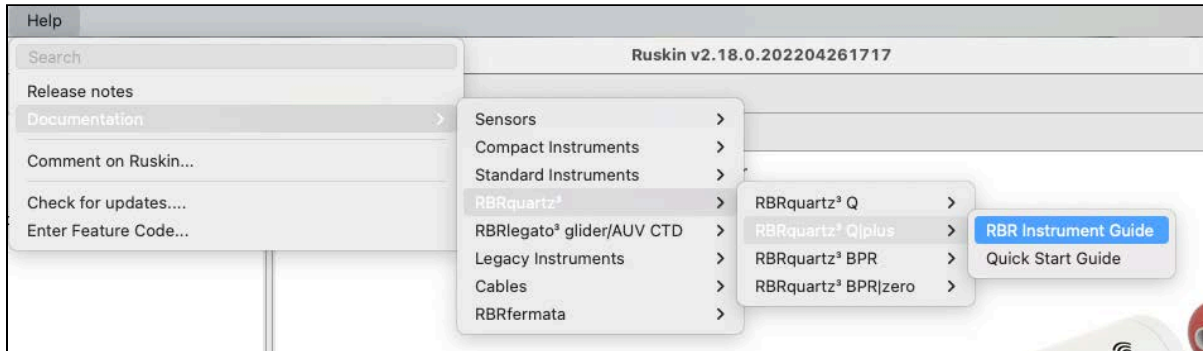 Help
Search
Ruskin v2.18.0.202204261717
Release notes
Documentation
Comment on Ruskin...
Check for updates....
Enter Feature Code...
Sensors
Compact Instruments
Standard Instruments
RBRquartz³
RBRlegato³ glider/AUV CTD
Legacy Instruments
Cables
RBRfermata
RBRquartz³ Q
RBRquartz³ Q|plus
RBRquartz³ BPR
RBRquartz³ BPR|zero
RBR Instrument Guide
Quick Start Guide